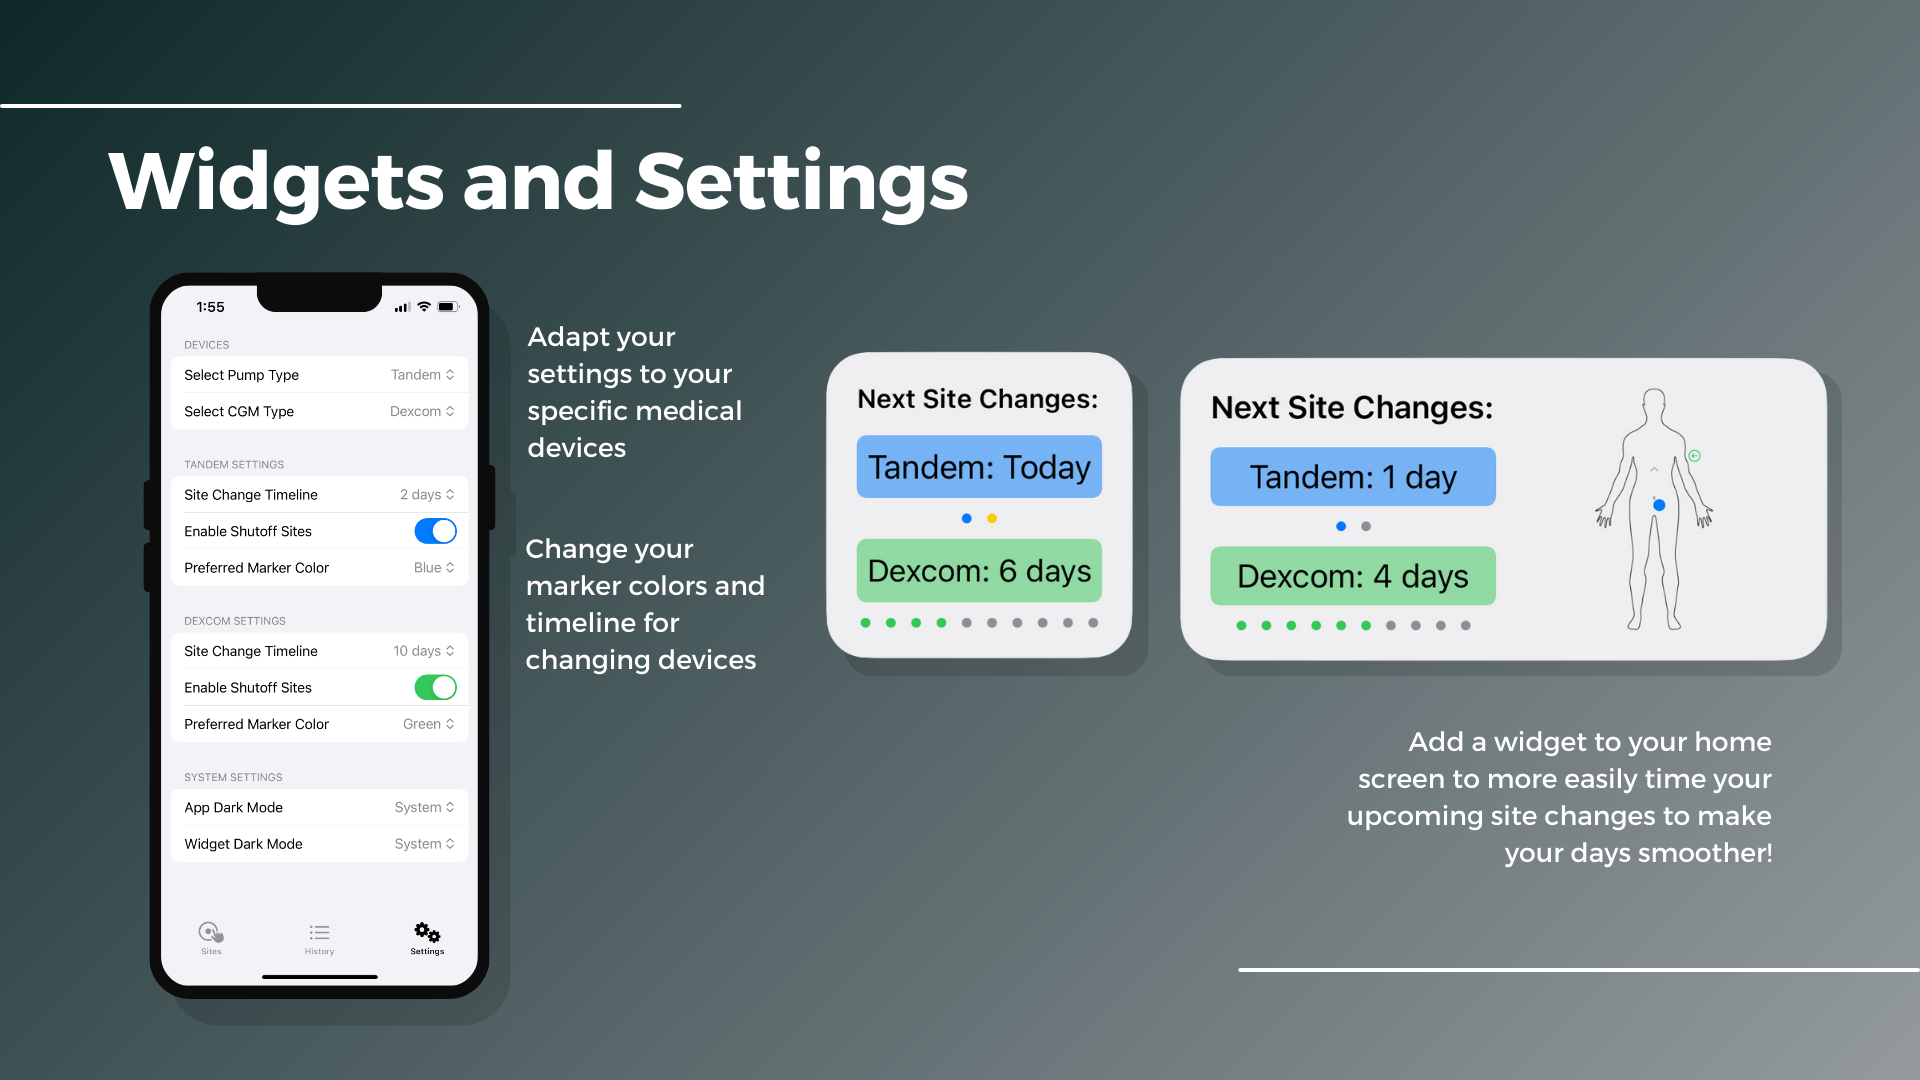 Widgets and Settings
1:55
DEVICES
Select Pump Type Tandem
Select CGM Type Dexcom
TANDEM SETTINGS
Site Change Timeline 2 days
Enable Shutoff Sites
Preferred Marker Color Blue
DEXCOM SETTINGS
Site Change Timeline 10 days
Enable Shutoff Sites
Preferred Marker Color Green
SYSTEM SETTINGS
App Dark Mode System
Widget Dark Mode System
Sites History Settings
Adapt your
settings to your
specific medical
devices
Change your
marker colors and
timeline for
changing devices
Next Site Changes:
Tandem: Today
Dexcom: 6 days
Next Site Changes:
Tandem: 1 day
Dexcom: 4 days
Add a widget to your home
screen to more easily time your
upcoming site changes to make
your days smoother!